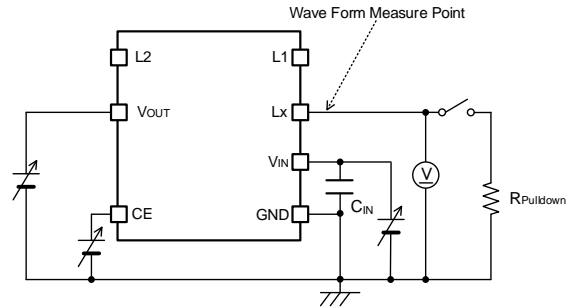 Wave Form Measure Point
L2
L1
VOUT
Lx
VIN
V
CIN
RPulldown
CE
GND